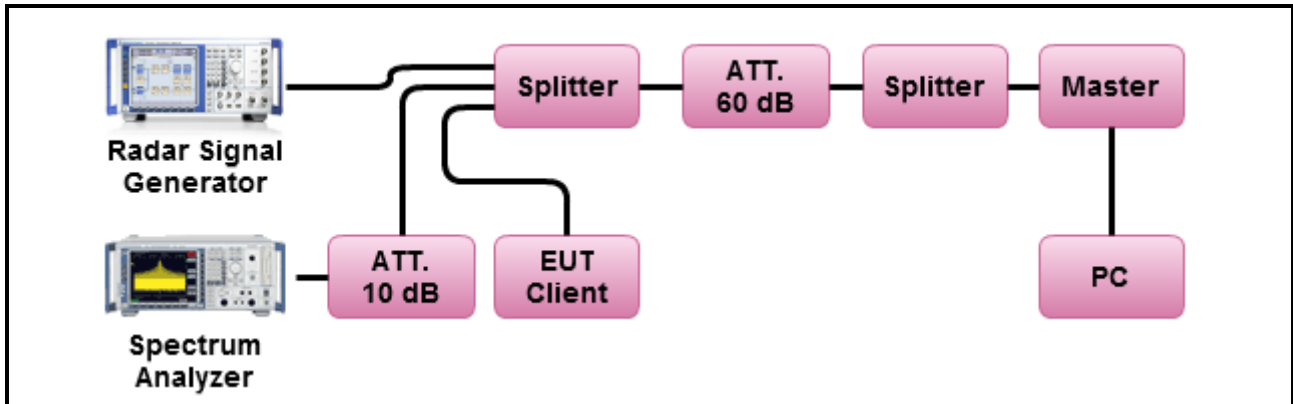 Radar Signal
Generator
Splitter
ATT.
60 dB
Splitter
Master
Spectrum
Analyzer
ATT.
10 dB
EUT
Client
PC